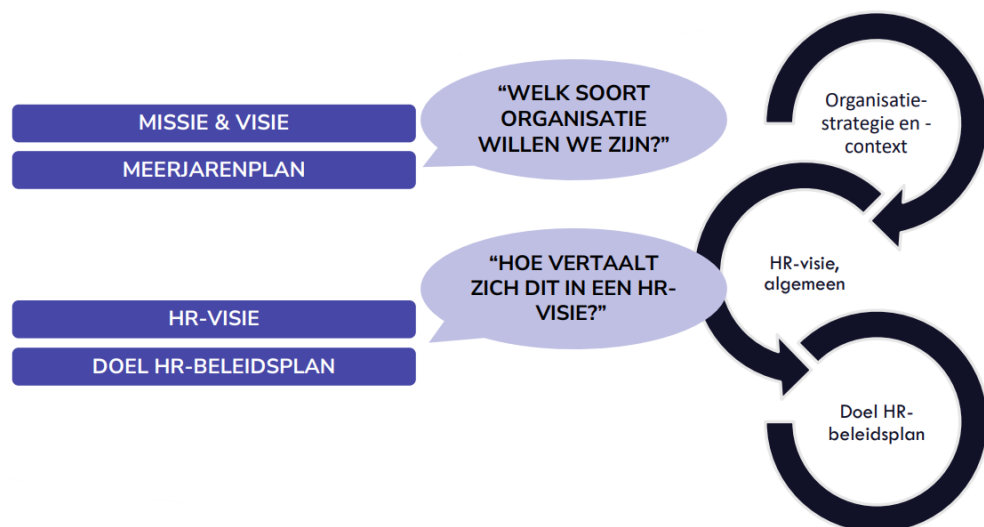 MISSIE & VISIE
MEERJARENPLAN
“WELK SOORT
ORGANISATIE
WILLEN WE ZIJN?”
Organisatie-
strategie en -
context
HR-VISIE
DOEL HR-BELEIDSPLAN
“HOE VERTAALT
ZICH DIT IN EEN HR-
VISIE?”
HR-visie,
algemeen
Doel HR-
beleidsplan